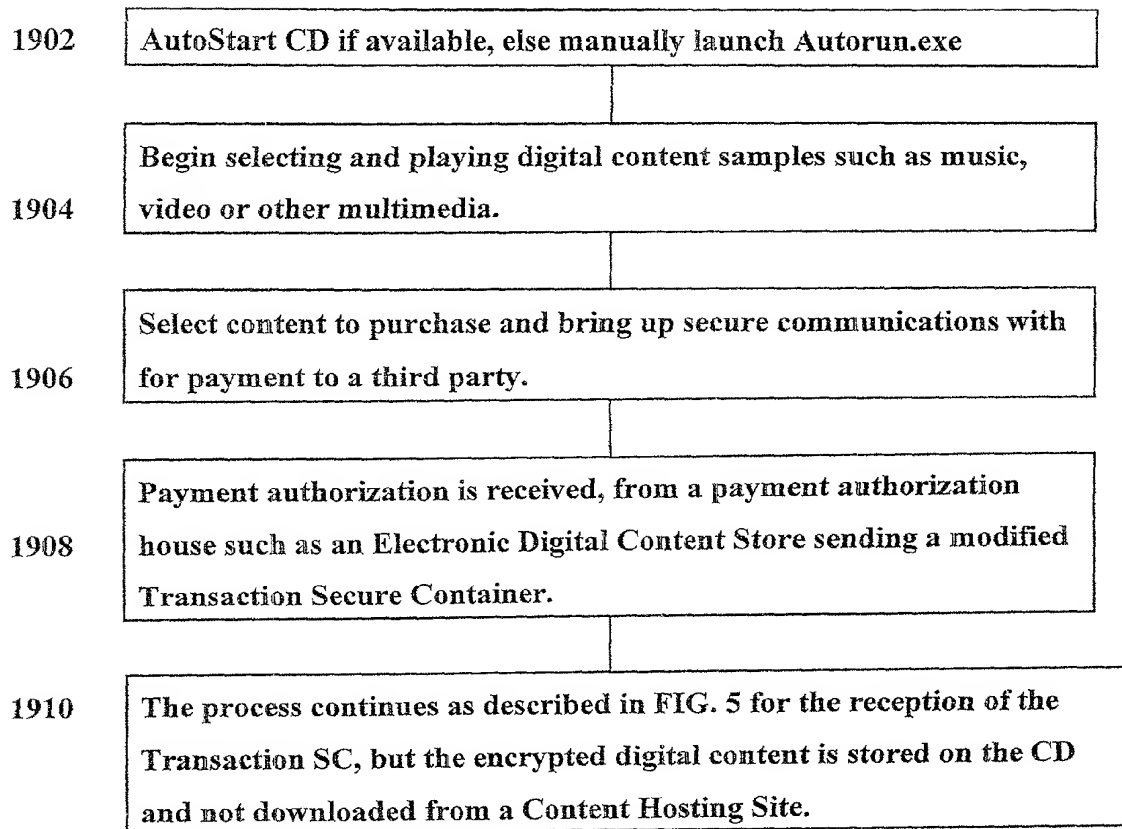 1902 AutoStart CD if available, else manually launch Autorun.exe
Begin selecting and playing digital content samples such as music,
1904 video or other multimedia.
Select content to purchase and bring up secure communications with
1906 for payment to a third party.
Payment authorization is received, from a payment authorization
1908 house such as an Electronic Digital Content Store sending a modified
Transaction Secure Container.
1910 The process continues as described in FIG. 5 for the reception of the
Transaction SC, but the encrypted digital content is stored on the CD
and not downloaded from a Content Hosting Site.